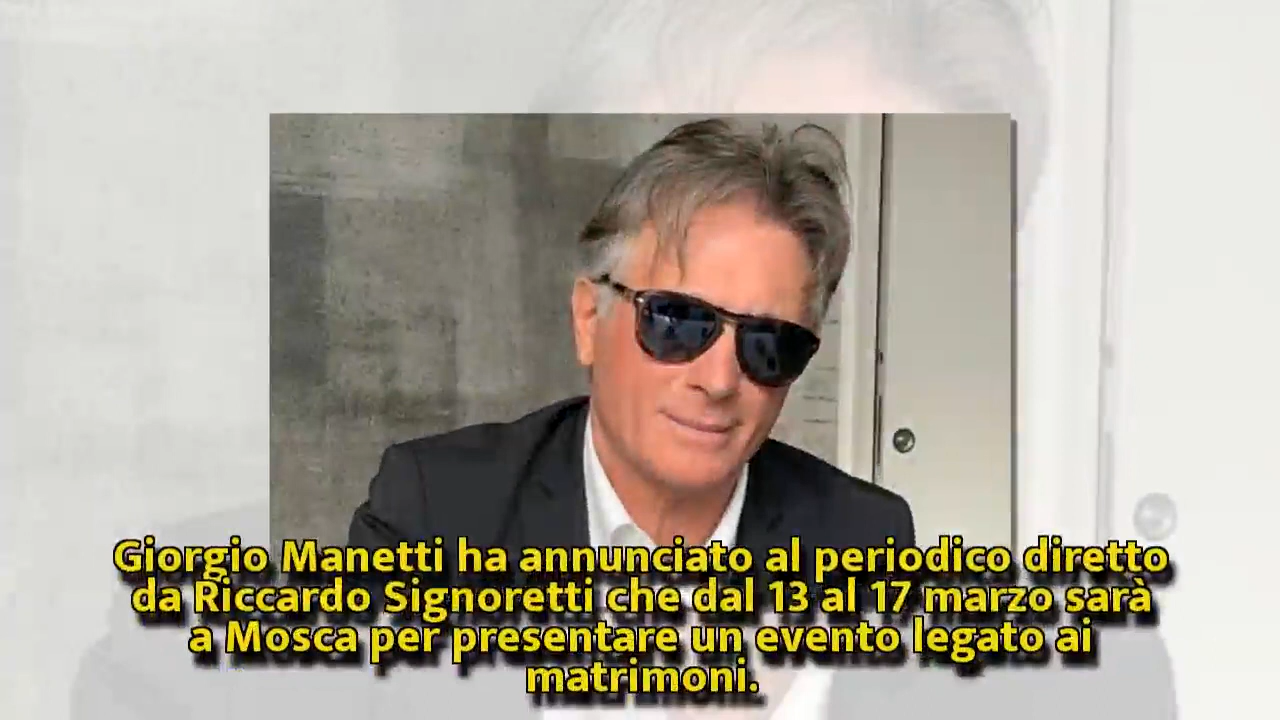 Giorgio Manetti ha annunciato al periodico diretto
da Riccardo Signoretti che dal 13 al 17 marzo sarà
a Mosca per presentare un evento legato ai
matrimoni.